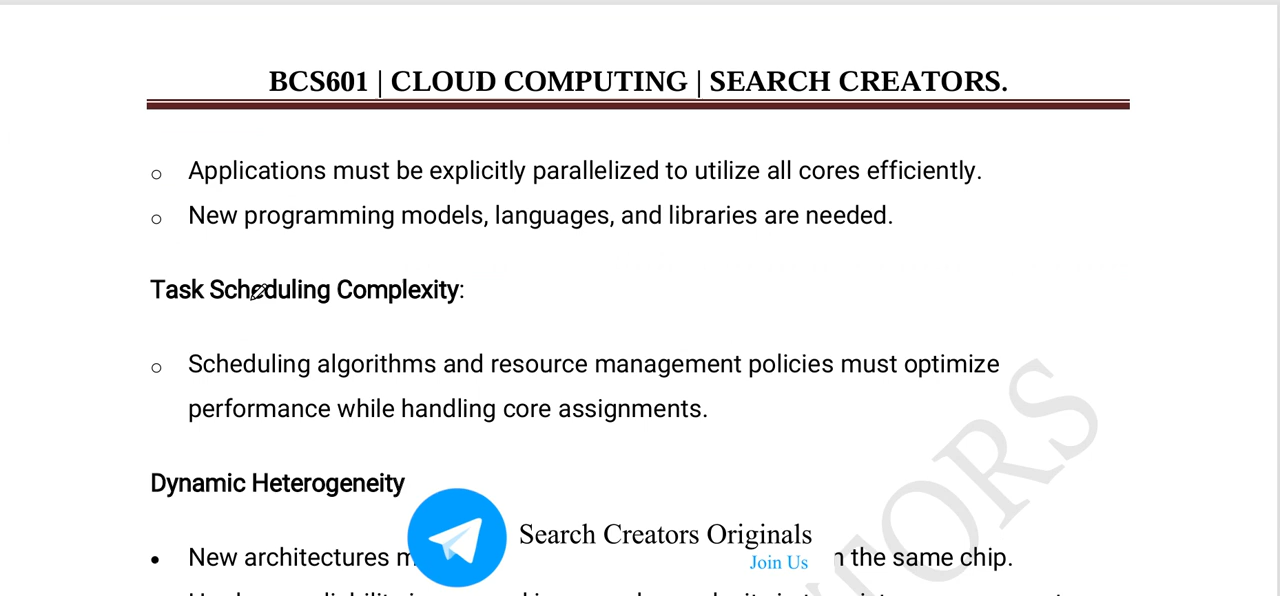 BCS601 | CLOUD COMPUTING | SEARCH CREATORS.
o Applications must be explicitly parallelized to utilize all cores efficiently.
o New programming models, languages, and libraries are needed.
Task Scheduling Complexity:
o Scheduling algorithms and resource management policies must optimize
performance while handling core assignments.
Dynamic Heterogeneity
Search Creators Originals
Join Us
• New architectures the same chip.
TORS